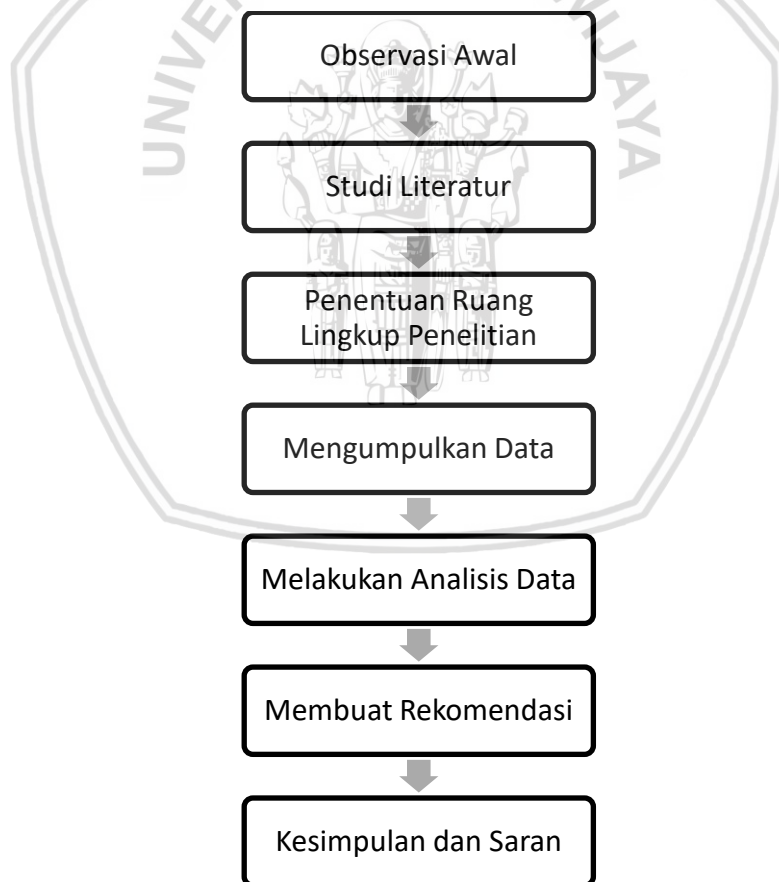 Observasi Awal
Studi Literatur
Penentuan Ruang
Lingkup Penelitian
Mengumpulkan Data
Melakukan Analisis Data
Membuat Rekomendasi
Kesimpulan dan Saran